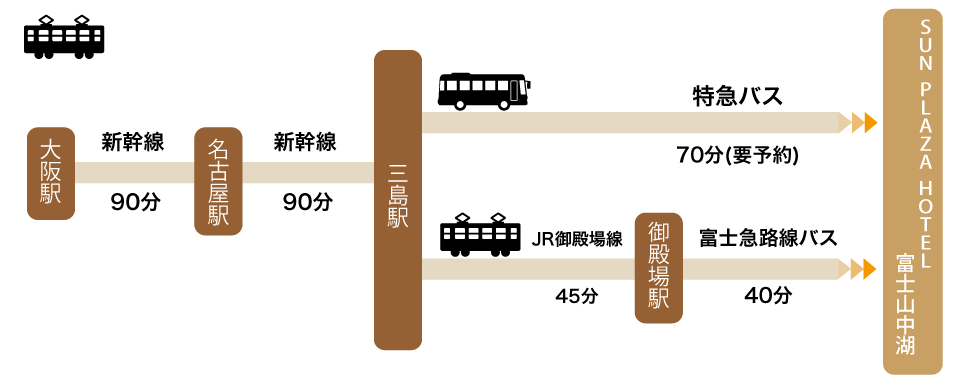 大阪駅
新幹線
90分
名古屋駅
新幹線
90分
三島駅
特急バス
70分(要予約)
JR御殿場線
45分
御殿場駅
富士急路線バス
40分
SUN PLAZA HOTEL
富士山中湖